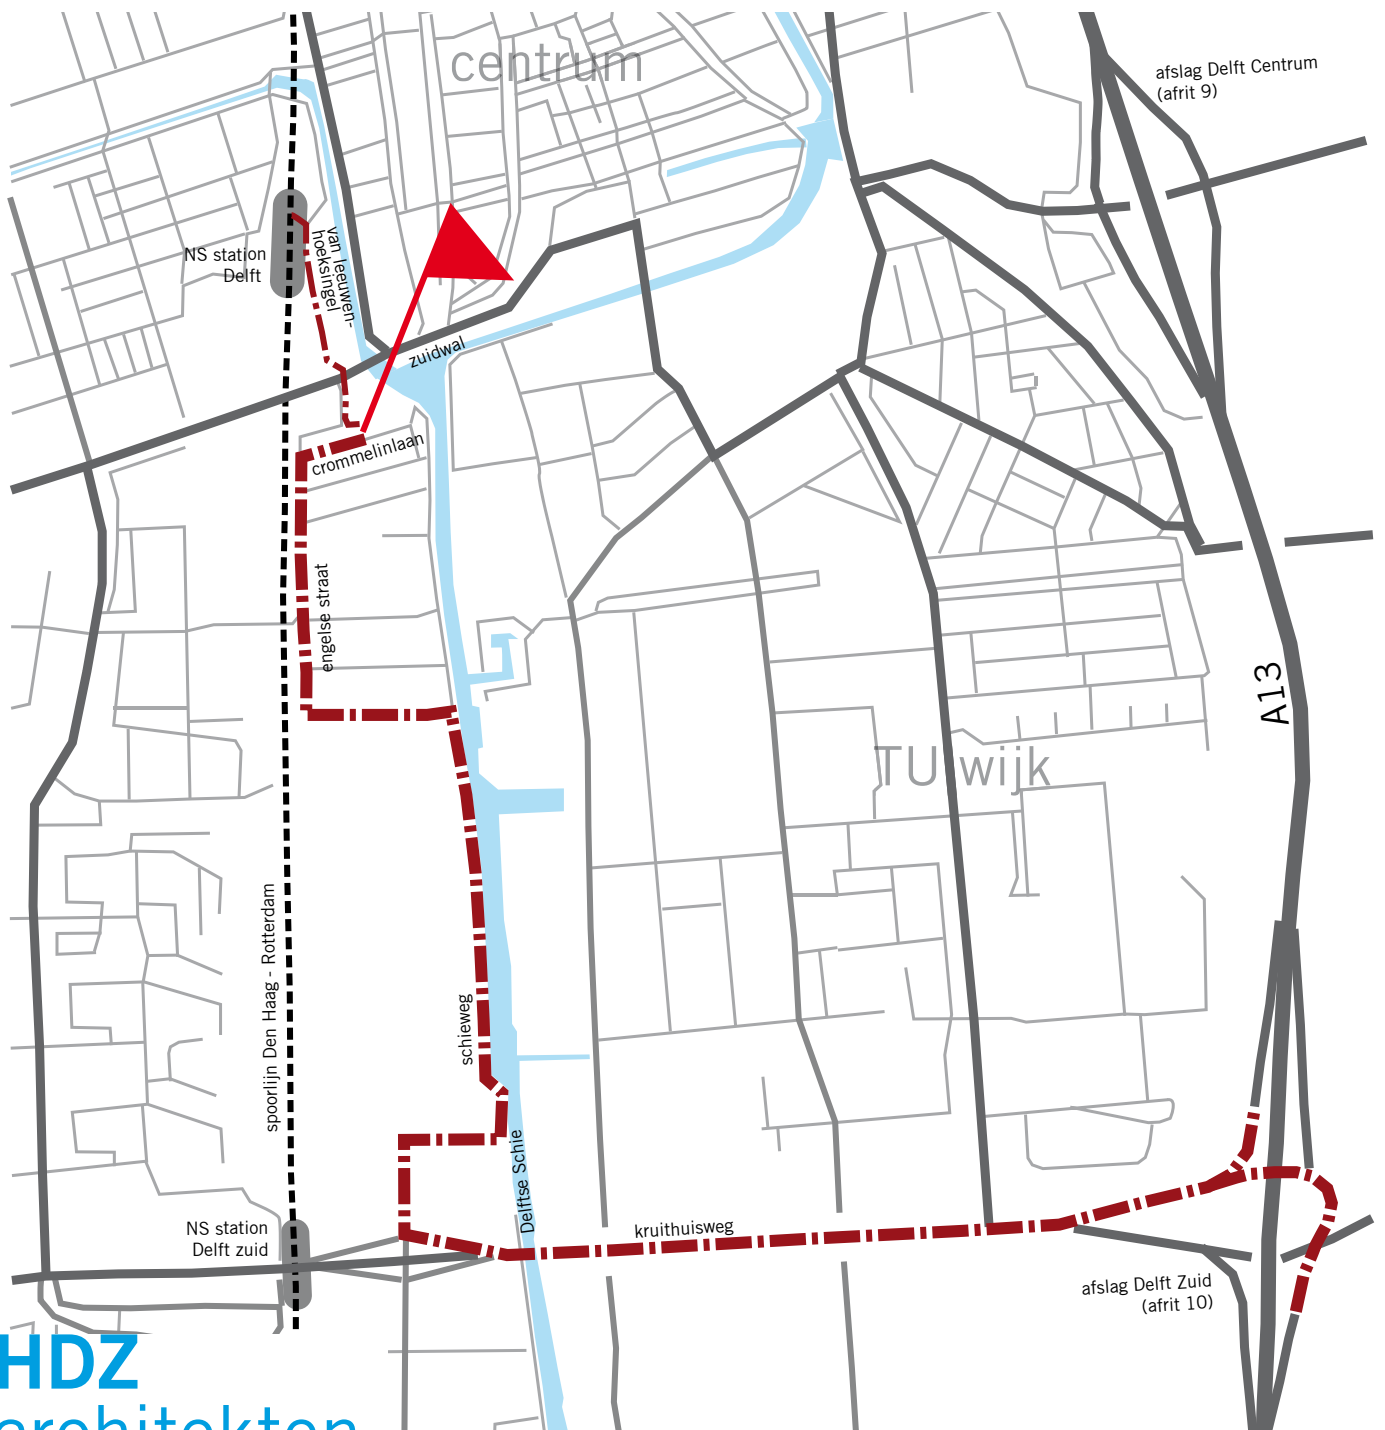 centrum
afslag Delft Centrum
(afrit 9)
NS station
Delft
van leeuwen-
hoeksingel
zuidwal
crommelinlaan
engelse straat
A13
TU wijk
spoorlijn Den Haag - Rotterdam
schieweg
Delftse Schie
NS station
Delft zuid
kruithuisweg
afslag Delft Zuid
(afrit 10)
HDZ
architekten